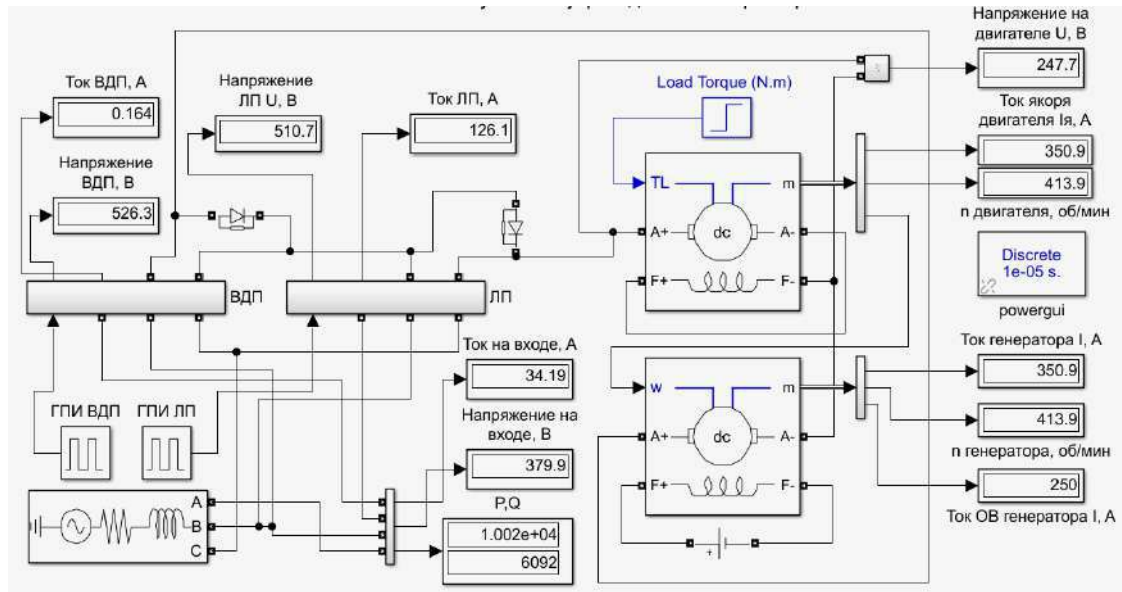 Напряжение на
двигателе U, В
247.7
Ток ВДП, А
0.164
Напряжение
ЛП U, В
510.7
Ток ЛП, А
126.1
Load Torque (N.m)
Ток якоря
двигателя Iя, А
350.9
413.9
n двигателя, об/мин
Напряжение
ВДП, В
526.3
TL
m
A+
dc
A-
F+
F-
Discrete
1e-05 s.
powergui
ВДП
ЛП
Ток на входе, А
34.19
Ток генератора I, А
350.9
w
m
ГПИ ВДП
ГПИ ЛП
Напряжение на
входе, В
379.9
413.9
n генератора, об/мин
A+
dc
A-
F+
F-
250
Ток ОВ генератора I, А
A
B
C
P,Q
1.002e+04
6092
+